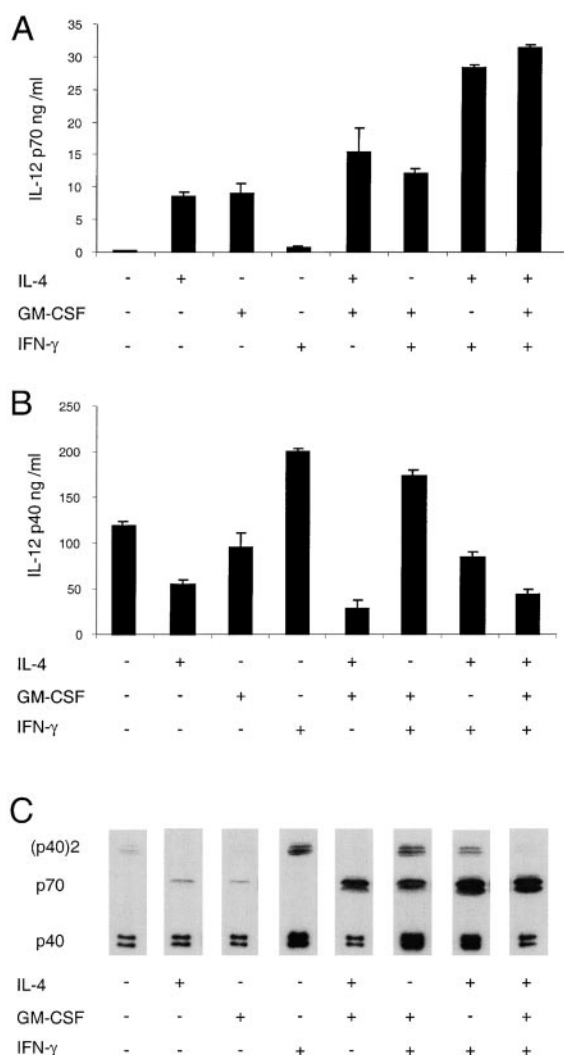 A
IL-12 p70 ng /ml
35
30
25
20
15
10
5
0
IL-4 - + - - + - + +
GM-CSF - - + - + + - +
IFN-γ - - - + - + + +
B
IL-12 p40 ng /ml
250
200
150
100
50
0
IL-4 - + - - + - + +
GM-CSF - - + - + + - +
IFN-γ - - - + - + + +
C
(p40)2
p70
p40
IL-4 - + - - + - + +
GM-CSF - - + - + + - +
IFN-γ - - - + - + + +